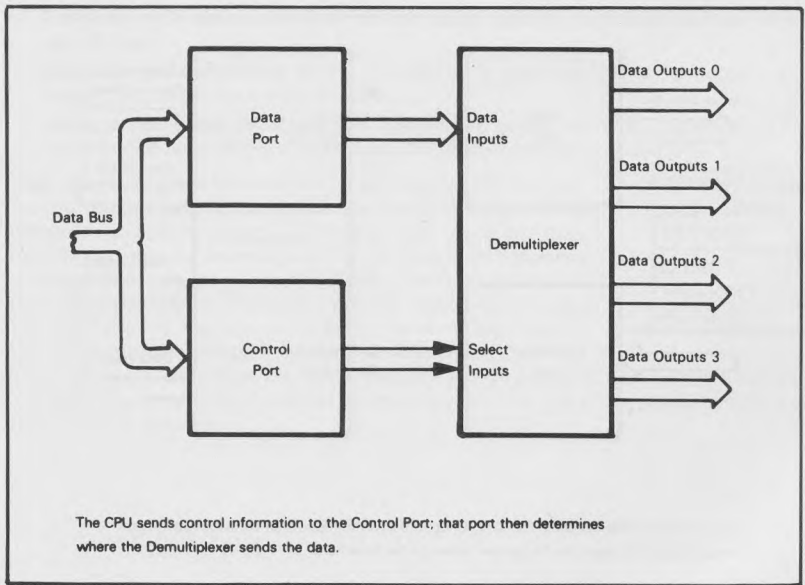 Data Outputs 0
Data
Port
Data
Inputs
Data Outputs 1
Data Bus
Demultiplexer
Data Outputs 2
Control
Port
Select
Inputs
Data Outputs 3
The CPU sends control information to the Control Port; that port then determines
where the Demultiplexer sends the data.